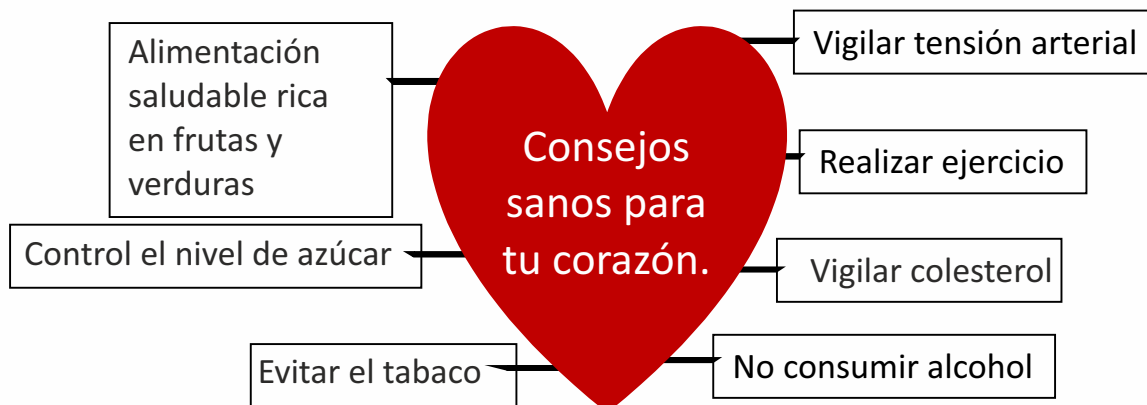 Alimentación
saludable rica
en frutas y
verduras
Control el nivel de azúcar
Evitar el tabaco
Consejos
sanos para
tu corazón.
Vigilar tensión arterial
Realizar ejercicio
Vigilar colesterol
No consumir alcohol